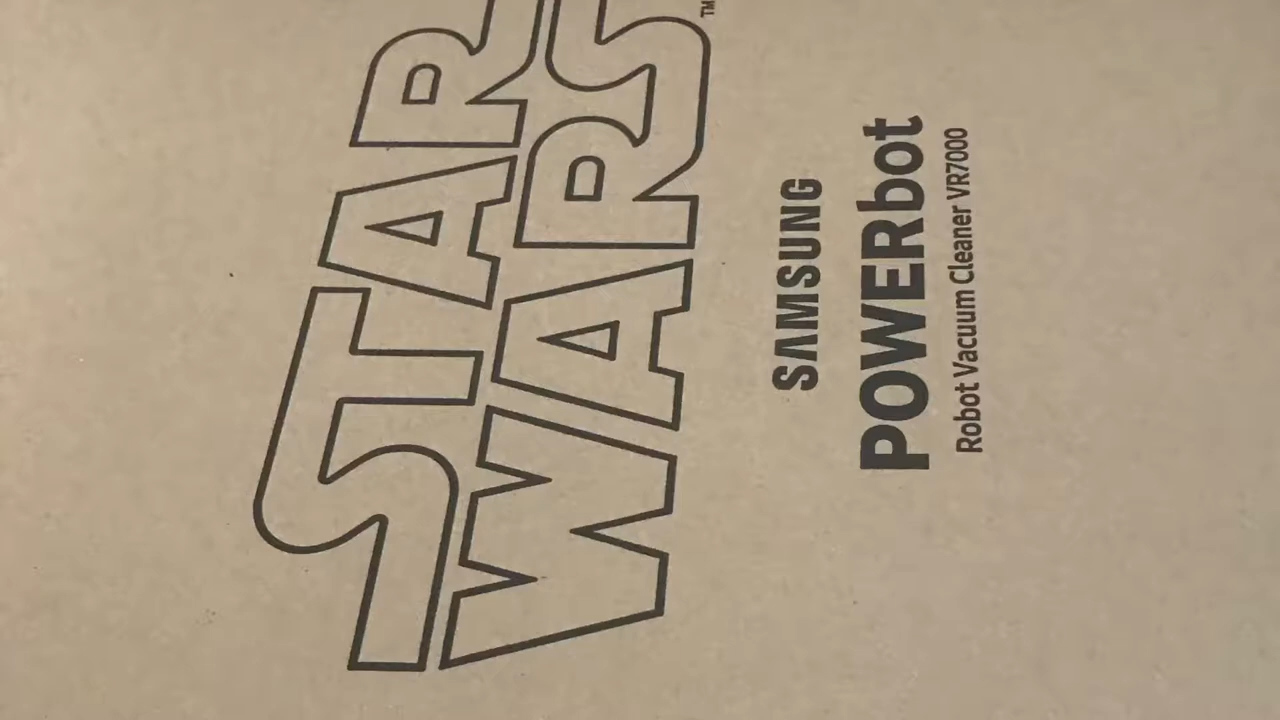 STAR
WARS™
SAMSUNG
POWERbot
Robot Vacuum Cleaner VR7000